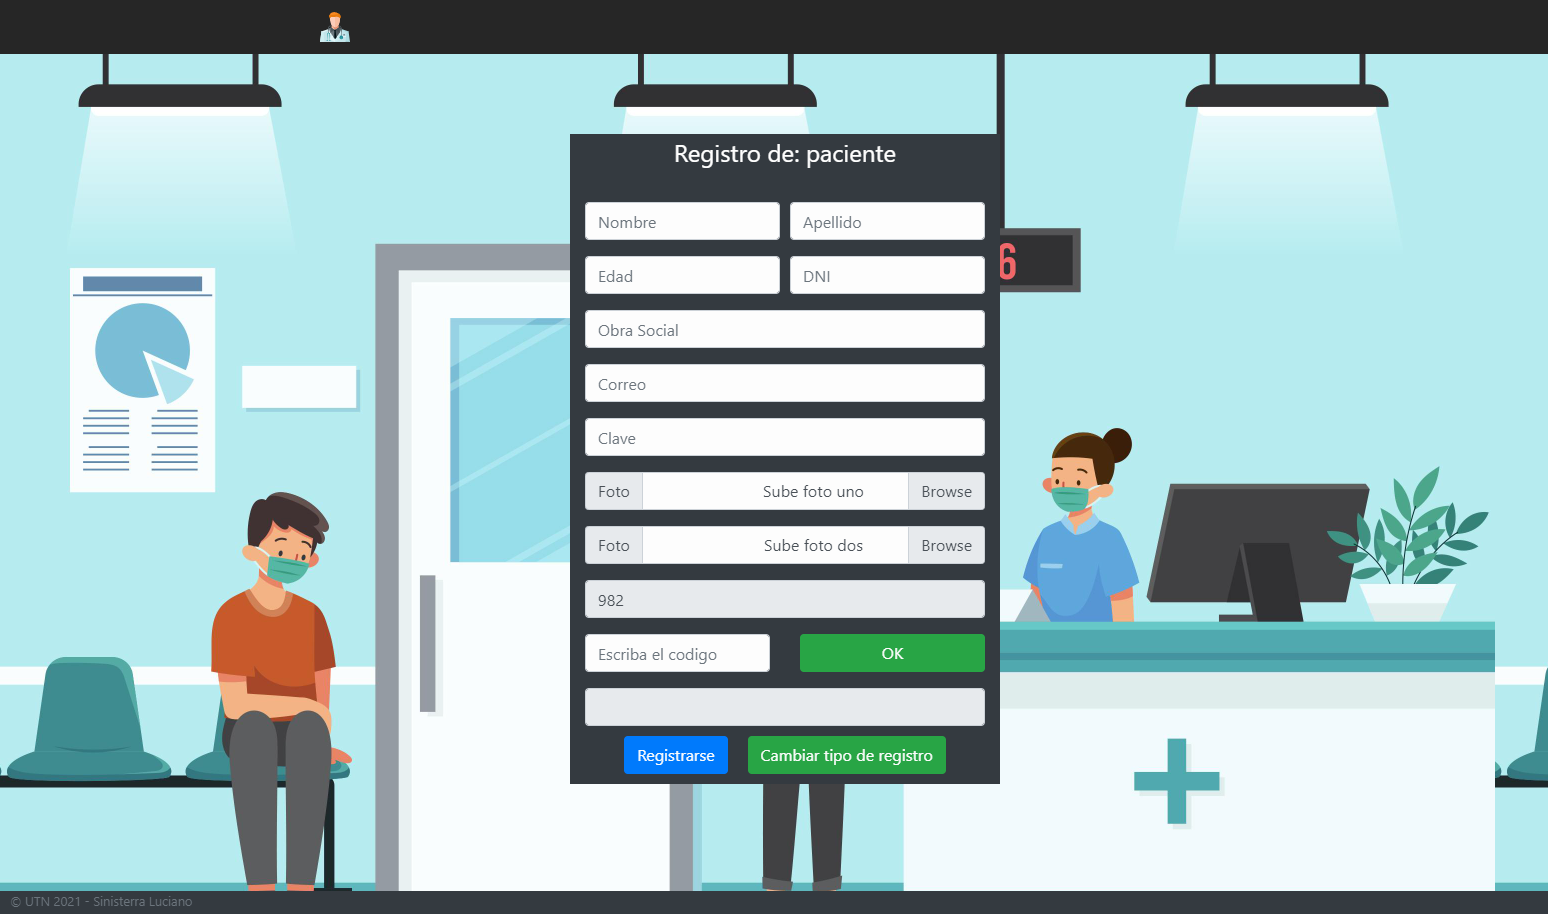 Registro de: paciente
Nombre Apellido
Edad DNI
6
Obra Social
Correo
Clave
Foto Sube foto uno Browse
Foto Sube foto dos Browse
982
Escriba el codigo OK
Registrarse Cambiar tipo de registro
© UTN 2021 - Sinisterra Luciano